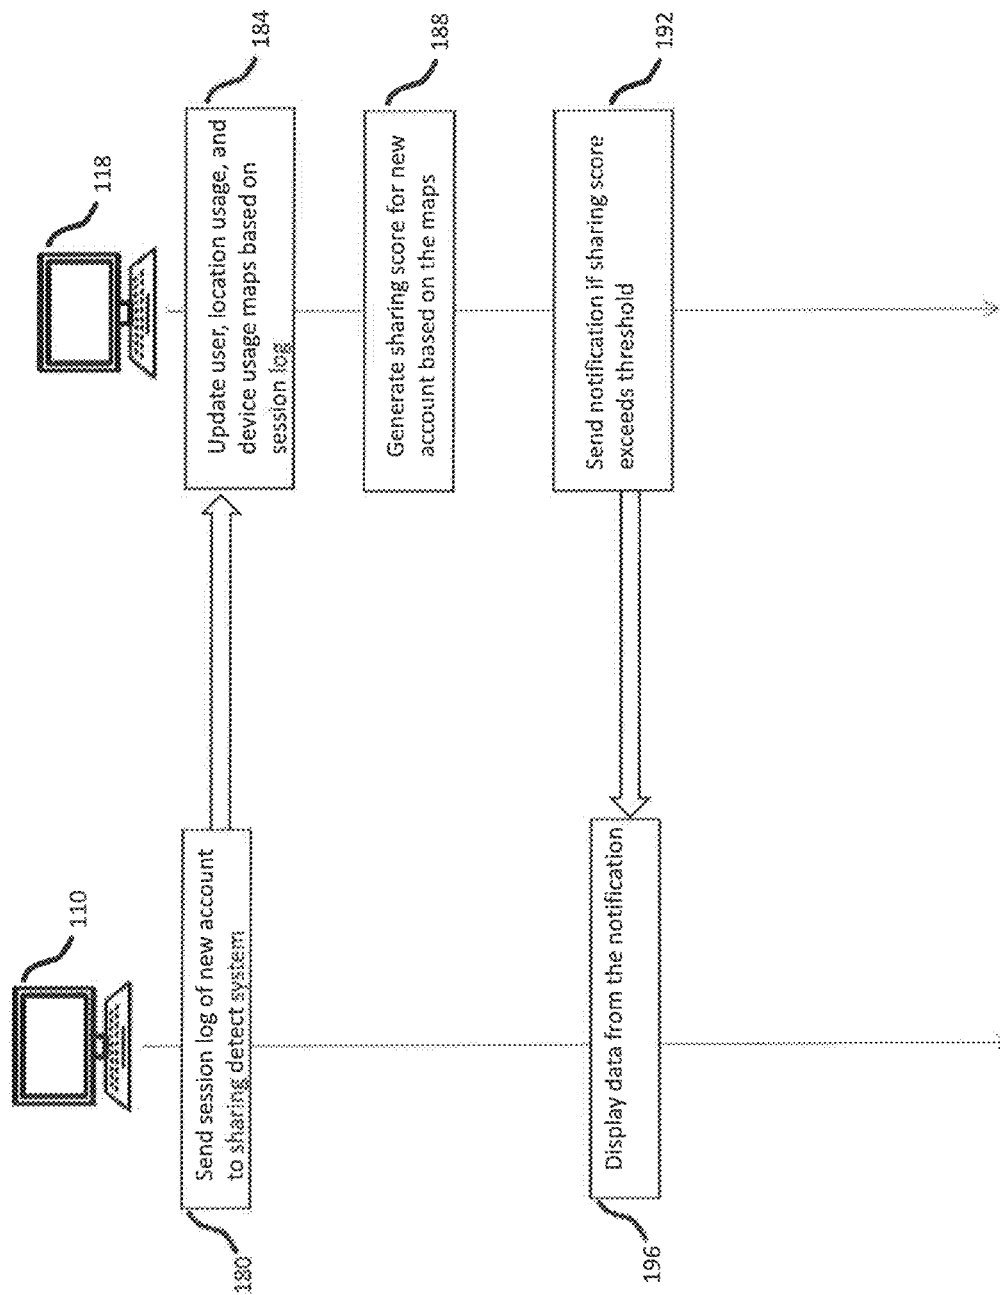 110
118
180
Send session log of new account
to sharing detect system
184
Update user, location usage, and
device usage maps based on
session log
188
Generate sharing score for new
account based on the maps
192
Send notification if sharing score
exceeds threshold
196
Display data from the notification